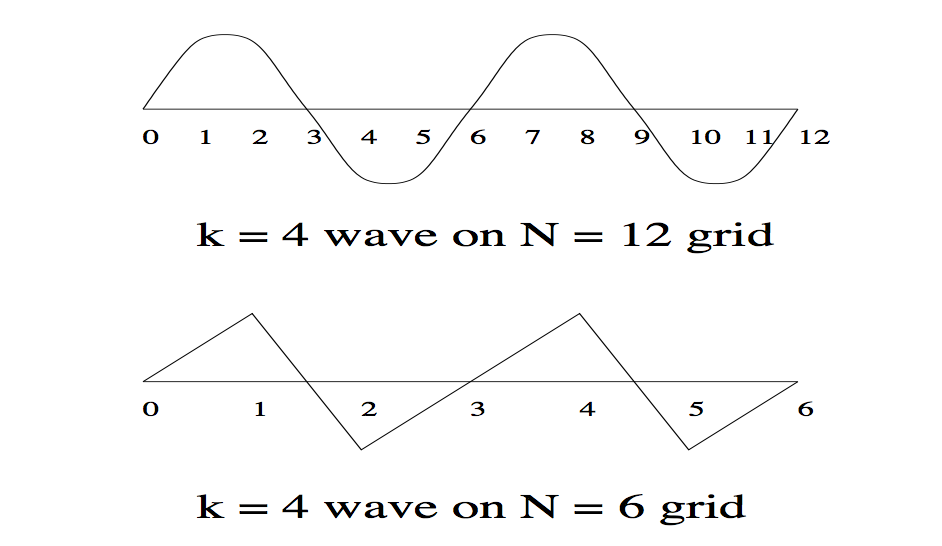 0 1 2 3 4 5 6 7 8 9 10 11 12
k = 4 wave on N = 12 grid
0 1 2 3 4 5 6
k = 4 wave on N = 6 grid